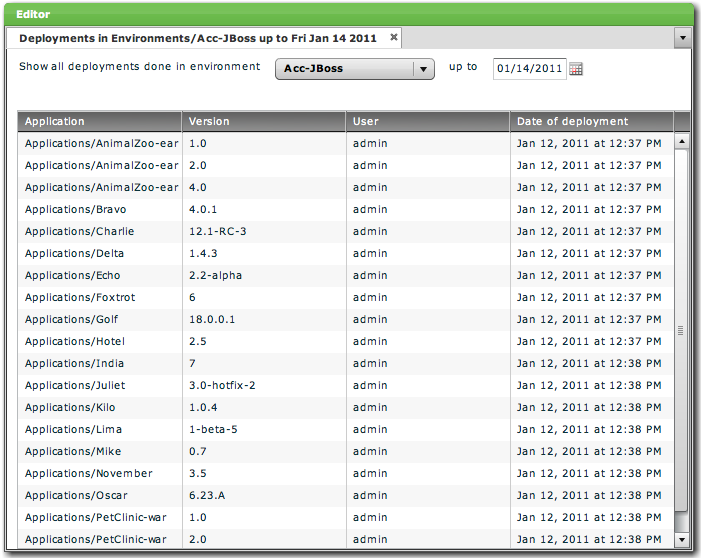 Editor
Deployments in Environments/Acc-JBoss up to Fri Jan 14 2011
Show all deployments done in environment Acc-JBoss up to 01/14/2011
Application Version User Date of deployment
Applications/AnimalZoo-ear 1.0 admin Jan 12, 2011 at 12:37 PM
Applications/AnimalZoo-ear 2.0 admin Jan 12, 2011 at 12:37 PM
Applications/AnimalZoo-ear 4.0 admin Jan 12, 2011 at 12:37 PM
Applications/Bravo 4.0.1 admin Jan 12, 2011 at 12:37 PM
Applications/Charlie 12.1-RC-3 admin Jan 12, 2011 at 12:37 PM
Applications/Delta 1.4.3 admin Jan 12, 2011 at 12:37 PM
Applications/Echo 2.2-alpha admin Jan 12, 2011 at 12:37 PM
Applications/Foxtrot 6 admin Jan 12, 2011 at 12:37 PM
Applications/Golf 18.0.0.1 admin Jan 12, 2011 at 12:37 PM
Applications/Hotel 2.5 admin Jan 12, 2011 at 12:37 PM
Applications/India 7 admin Jan 12, 2011 at 12:38 PM
Applications/Juliet 3.0-hotfix-2 admin Jan 12, 2011 at 12:38 PM
Applications/Kilo 1.0.4 admin Jan 12, 2011 at 12:38 PM
Applications/Lima 1-beta-5 admin Jan 12, 2011 at 12:38 PM
Applications/Mike 0.7 admin Jan 12, 2011 at 12:38 PM
Applications/November 3.5 admin Jan 12, 2011 at 12:38 PM
Applications/Oscar 6.23.A admin Jan 12, 2011 at 12:38 PM
Applications/PetClinic-war 1.0 admin Jan 12, 2011 at 12:38 PM
Applications/PetClinic-war 2.0 admin Jan 12, 2011 at 12:38 PM